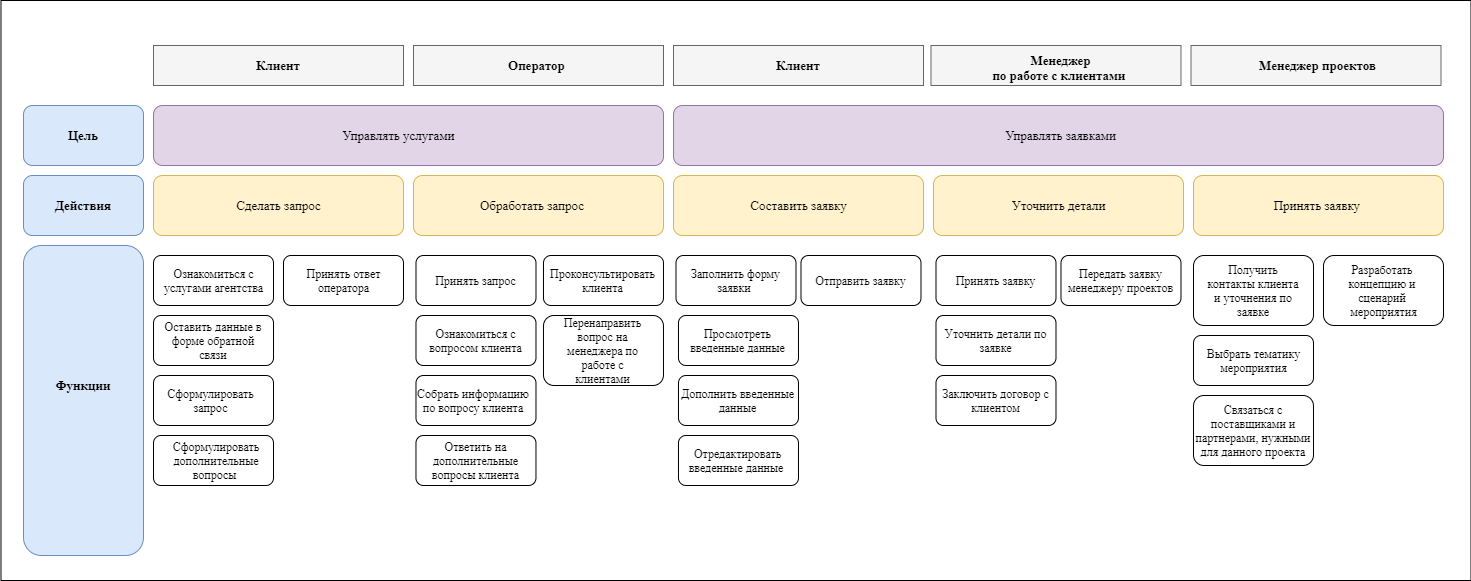 Клиент
Оператор
Клиент
Менеджер
по работе с клиентами
Менеджер проектов
Цель
Управлять услугами
Управлять заявками
Действия
Сделать запрос
Обработать запрос
Составить заявку
Уточнить детали
Принять заявку
Функции
Ознакомиться с
услугами агентства
Принять ответ
оператора
Оставить данные в
форме обратной
связи
Сформулировать
запрос
Сформулировать
дополнительные
вопросы
Принять запрос
Проконсультировать
клиента
Ознакомиться с
вопросом клиента
Перенаправить
вопрос на
менеджера по
работе с
клиентами
Собрать информацию
по вопросу клиента
Ответить на
дополнительные
вопросы клиента
Заполнить форму
заявки
Отправить заявку
Просмотреть
введенные данные
Дополнить введенные
данные
Отредактировать
введенные данные
Принять заявку
Передать заявку
менеджеру проектов
Уточнить детали по
заявке
Заключить договор с
клиентом
Получить
контакты клиента
и уточнения по
заявке
Разработать
концепцию и
сценарий
мероприятия
Выбрать тематику
мероприятия
Связаться с
поставщиками и
партнерами, нужными
для данного проекта